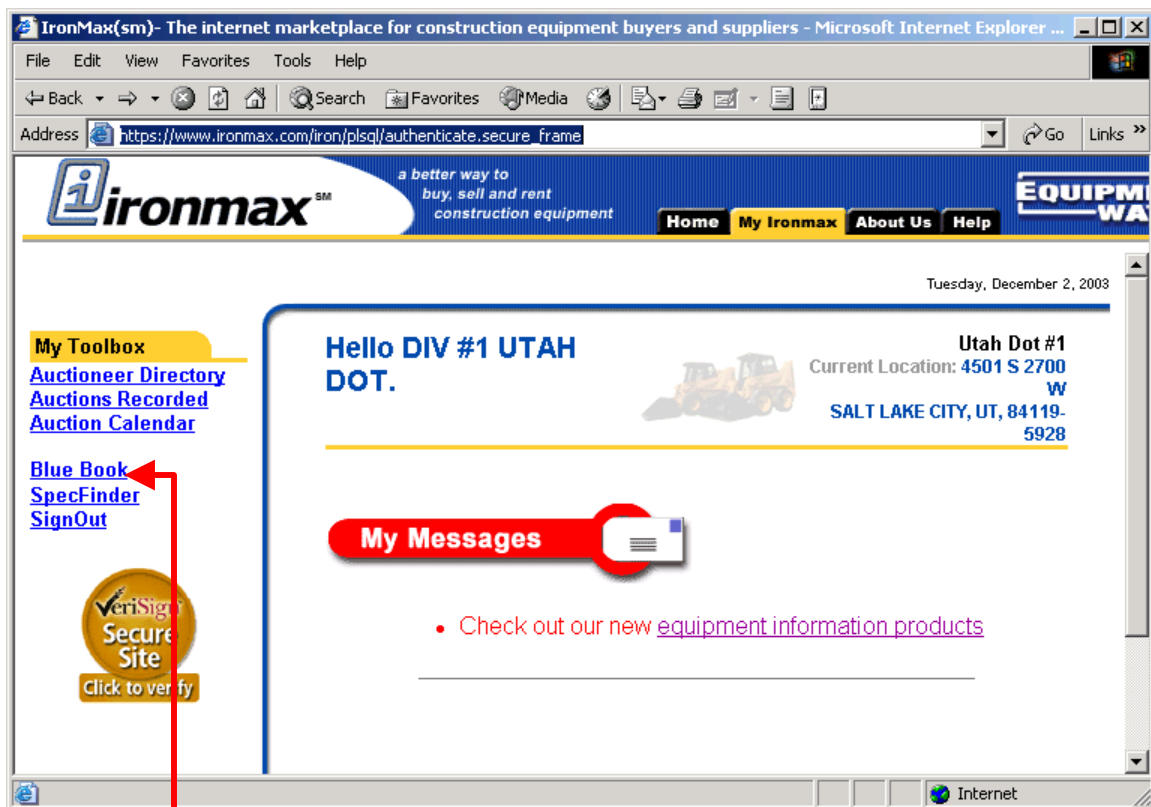 IronMax(sm)- The internet marketplace for construction equipment buyers and suppliers - Microsoft Internet Explorer ...
File Edit View Favorites Tools Help
Back Search Favorites Media
Address https://www.ironmax.com/iron/plsql/authenticate.secure_frame Go Links »
ironmax SM
a better way to
buy, sell and rent
construction equipment
Home My Ironmax About Us Help
Tuesday, December 2, 2003
My Toolbox
Auctioneer Directory
Auctions Recorded
Auction Calendar
Blue Book
SpecFinder
SignOut
VeriSign
Secure
Site
Click to verify
Hello DIV #1 UTAH
DOT.
Utah Dot #1
Current Location: 4501 S 2700
W
SALT LAKE CITY, UT, 84119-
5928
My Messages
• Check out our new equipment information products
Internet